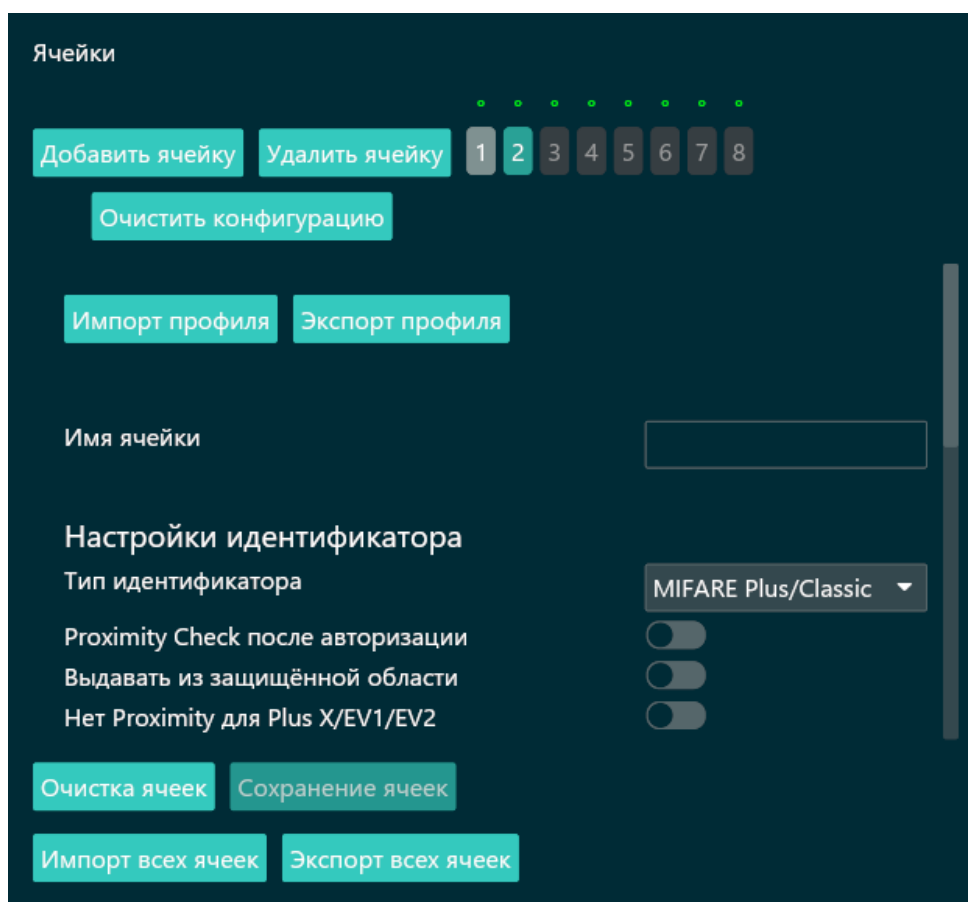 Ячейки
Добавить ячейку Удалить ячейку 1 2 3 4 5 6 7 8
Очистить конфигурацию
Импорт профиля Экспорт профиля
Имя ячейки
Настройки идентификатора
Тип идентификатора MIFARE Plus/Classic
Proximity Check после авторизации
Выдавать из защищённой области
Нет Proximity для Plus X/EV1/EV2
Очистка ячеек Сохранение ячеек
Импорт всех ячеек Экспорт всех ячеек